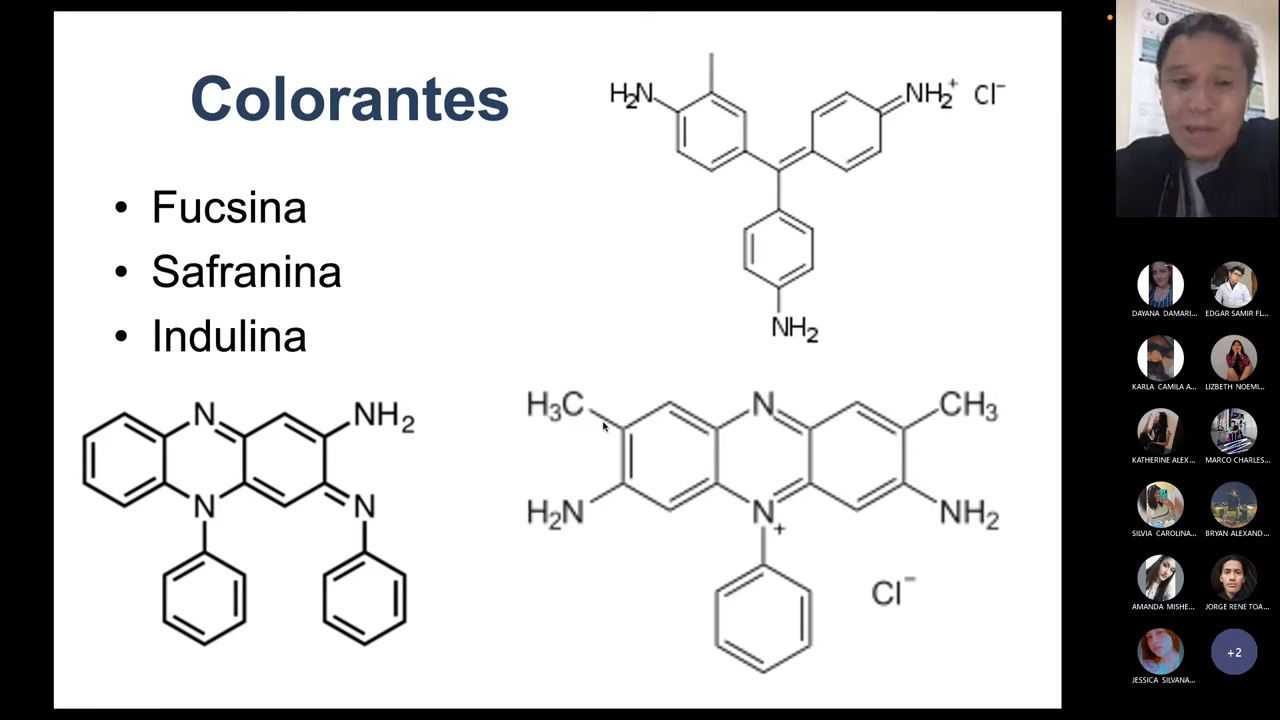 Colorantes
• Fucsina
• Safranina
• Indulina
H2N
NH2+ Cl−
NH2
N
NH2
N
N
H3C
N
CH3
H2N
N+
NH2
Cl−
DAYANA DAMARI...
EDGAR SAMIR FL...
KARLA CAMILA A...
LIZBETH NOEMI...
KATHERINE ALEX...
MARCO CHARLES...
SILVIA CAROLINA...
BRYAN ALEXAND...
AMANDA MISHE...
JORGE RENE TOA...
JESSICA SILVANA...
+2